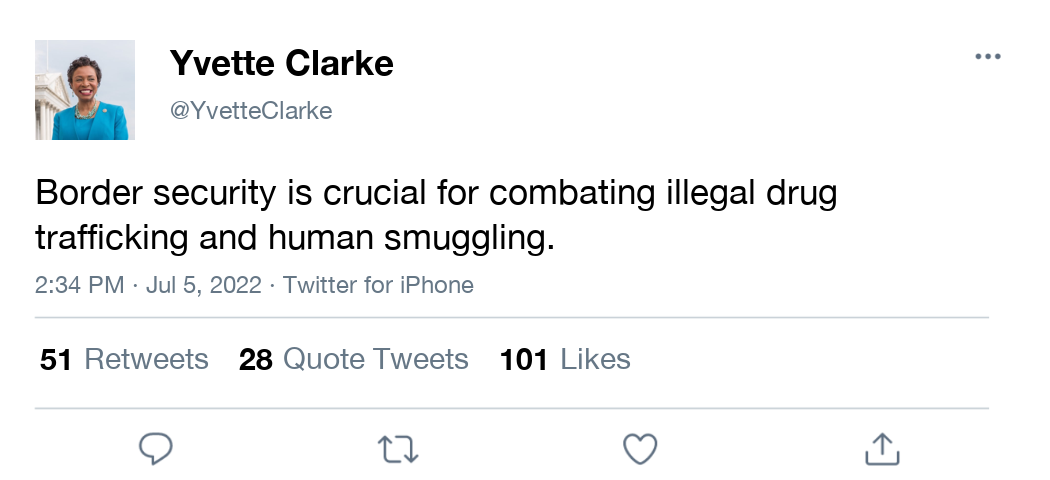 Yvette Clarke
@YvetteClarke
Border security is crucial for combating illegal drug
trafficking and human smuggling.
2:34 PM · Jul 5, 2022 · Twitter for iPhone
51 Retweets 28 Quote Tweets 101 Likes